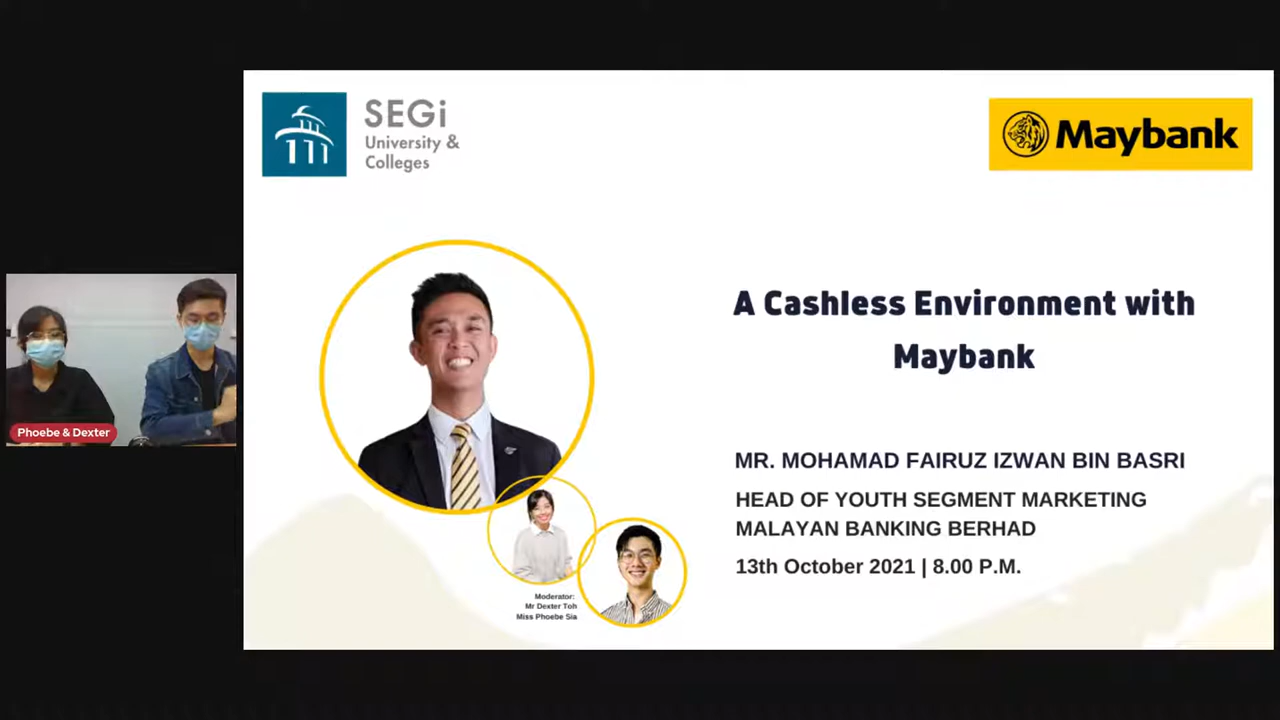 SEGi
University &
Colleges
Maybank
A Cashless Environment with
Maybank
MR. MOHAMAD FAIRUZ IZWAN BIN BASRI
HEAD OF YOUTH SEGMENT MARKETING
MALAYAN BANKING BERHAD
13th October 2021 | 8.00 P.M.
Moderator:
Mr Dexter Toh
Miss Phoebe Sia
Phoebe & Dexter